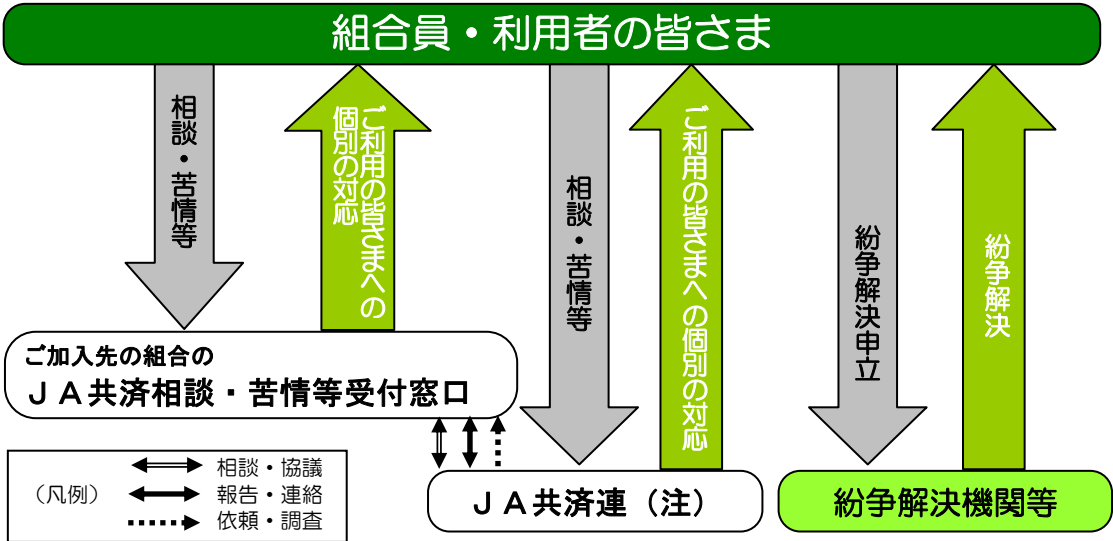 組合員・利用者の皆さま
相談・苦情等
ご利用の皆さまへの
個別の対応
相談・苦情等
ご利用の皆さまへの個別の対応
紛争解決申立
紛争解決
ご加入先の組合の
ＪＡ共済相談・苦情等受付窓口
（凡例）
相談・協議
報告・連絡
依頼・調査
ＪＡ共済連（注）
紛争解決機関等